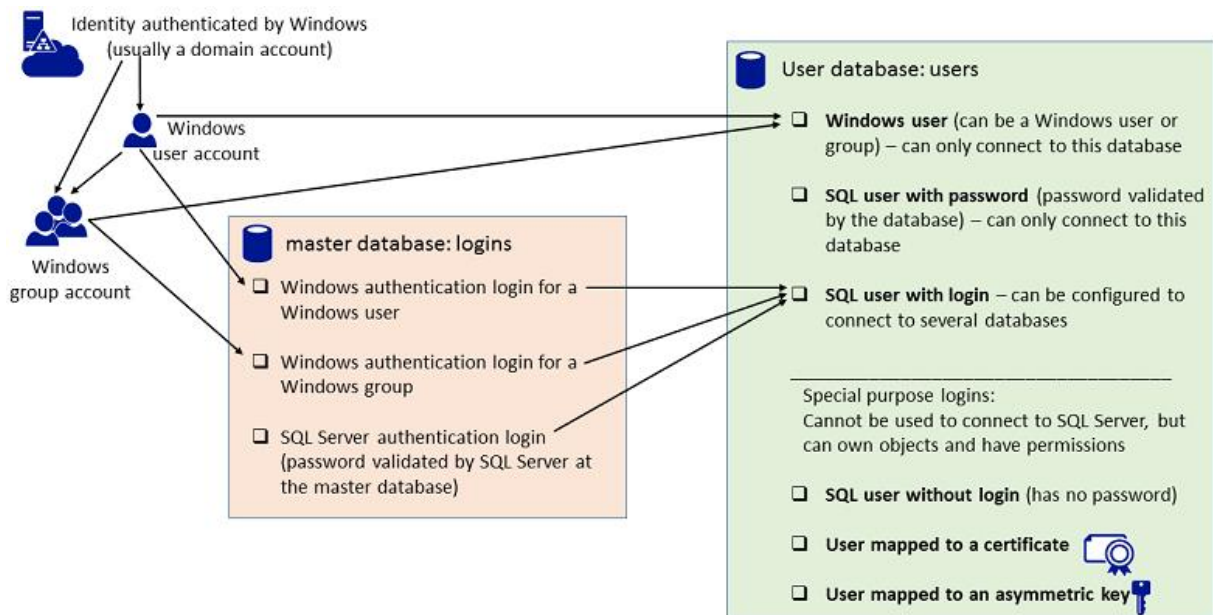 Identity authenticated by Windows
(usually a domain account)
Windows
user account
Windows
group account
master database: logins
❑ Windows authentication login for a
Windows user
❑ Windows authentication login for a
Windows group
❑ SQL Server authentication login
(password validated by SQL Server at
the master database)
User database: users
❑ Windows user (can be a Windows user or
group) – can only connect to this database
❑ SQL user with password (password validated
by the database) – can only connect to this
database
❑ SQL user with login – can be configured to
connect to several databases
Special purpose logins:
Cannot be used to connect to SQL Server, but
can own objects and have permissions
❑ SQL user without login (has no password)
❑ User mapped to a certificate
❑ User mapped to an asymmetric key